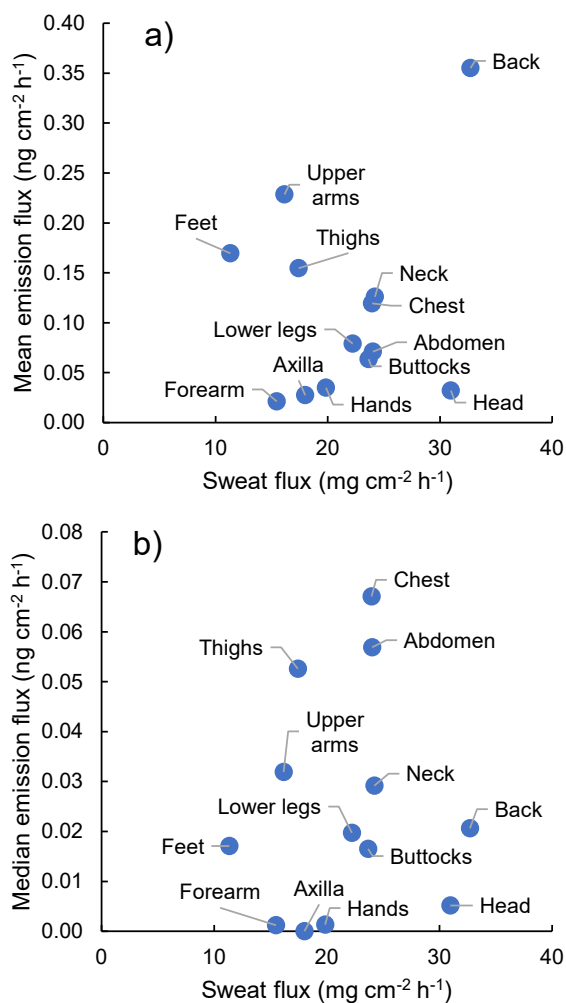 a)
Mean emission flux (ng cm-2 h-1)
0.40
0.35
0.30
0.25
0.20
0.15
0.10
0.05
0.00
Back
Upper
arms
Feet
Thighs
Neck
Chest
Lower legs
Abdomen
Axilla
Buttocks
Forearm
Hands
Head
0
10
20
30
40
Sweat flux (mg cm-2 h-1)
b)
Median emission flux (ng cm-2 h-1)
0.08
0.07
0.06
0.05
0.04
0.03
0.02
0.01
0.00
Chest
Thighs
Abdomen
Upper
arms
Neck
Lower legs
Back
Feet
Buttocks
Forearm
Axilla
Hands
Head
0
10
20
30
40
Sweat flux (mg cm-2 h-1)